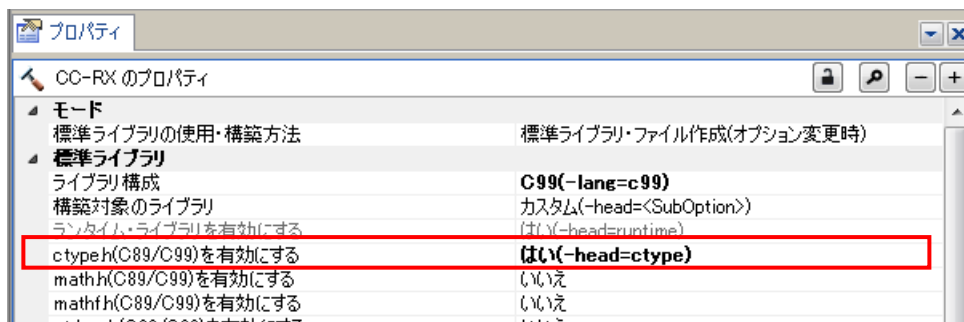 プロパティ
CC-RX のプロパティ
モード
標準ライブラリの使用・構築方法 標準ライブラリ・ファイル作成(オプション変更時)
標準ライブラリ
ライブラリ構成 C99(-lang=c99)
構築対象のライブラリ カスタム(-head=<SubOption>)
ランタイム・ライブラリを有効にする はい(-head=runtime)
ctype.h(C89/C99)を有効にする はい(-head=ctype)
math.h(C89/C99)を有効にする いいえ
mathf.h(C89/C99)を有効にする いいえ